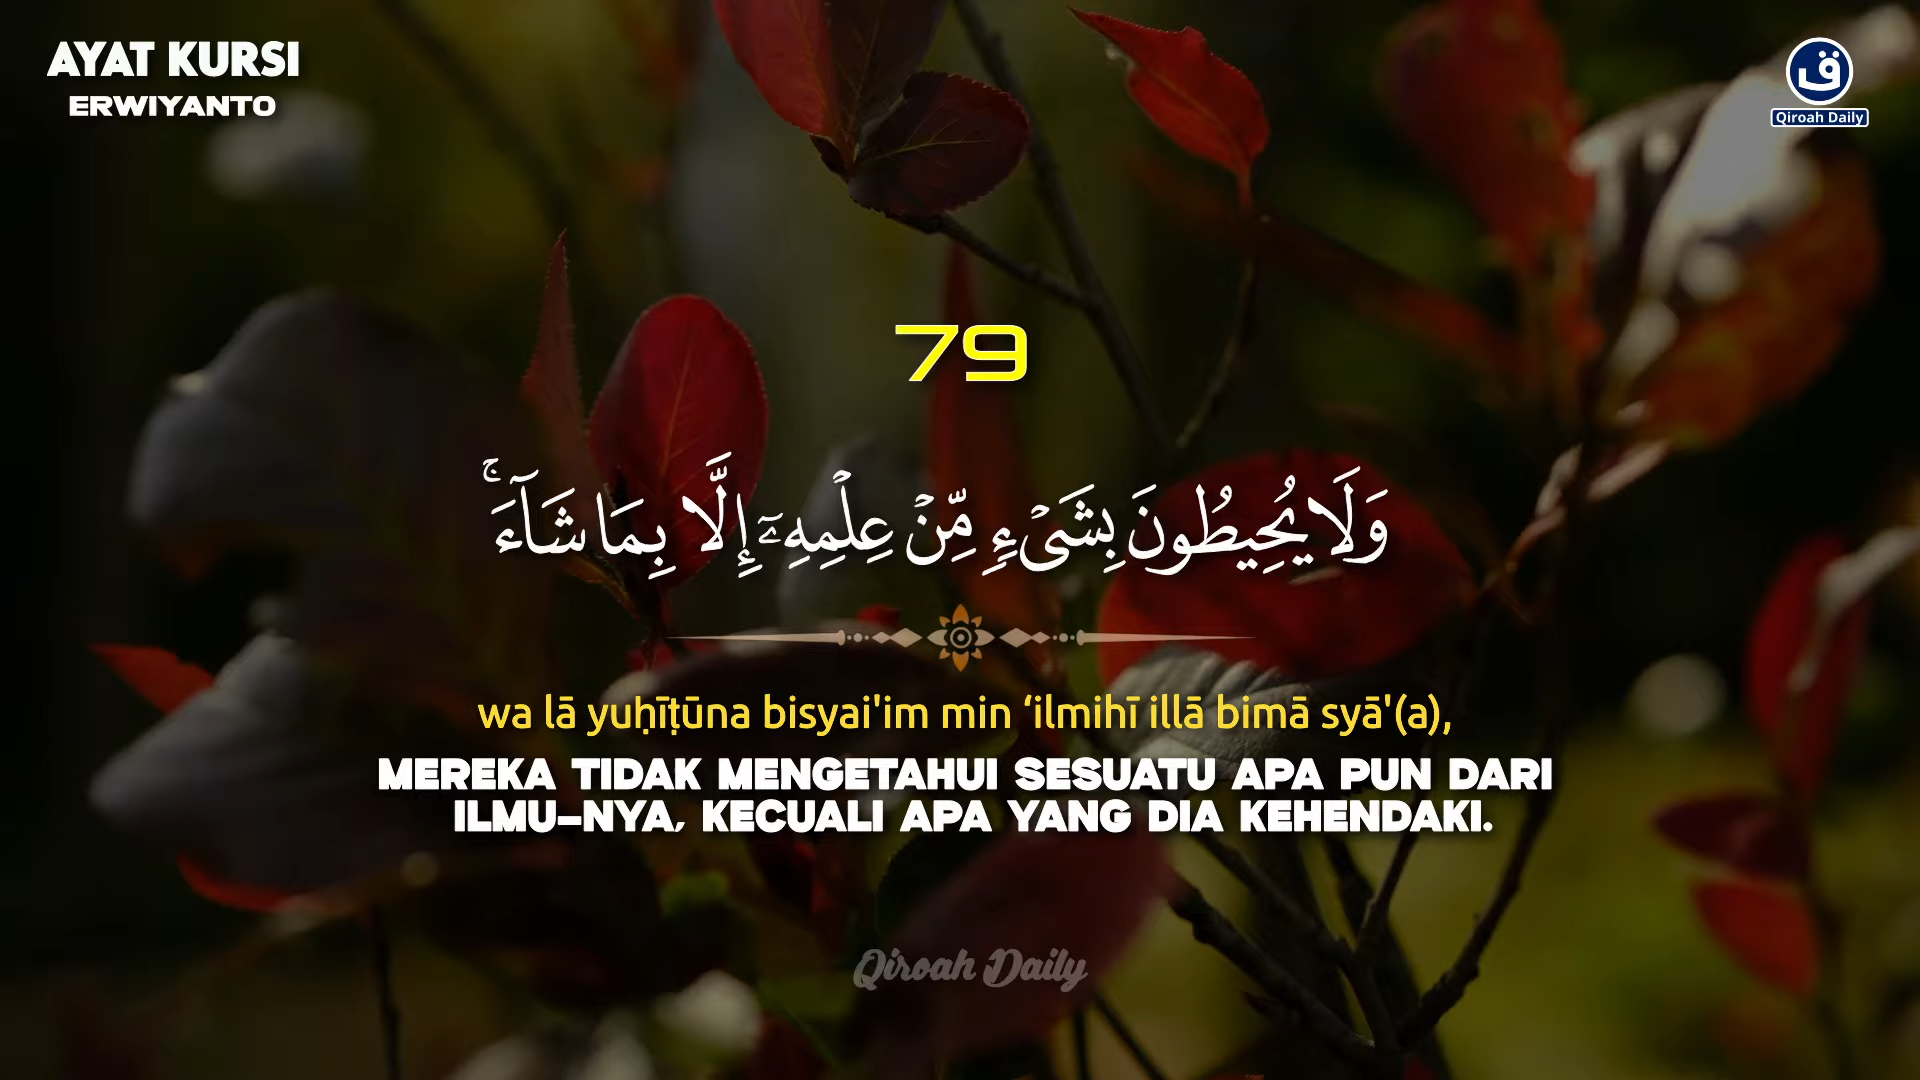 AYAT KURSI
ERWIYANTO
ق
Qiroah Daily
79
وَلَا يُحِيطُونَ بِشَىْءٍ مِّنْ عِلْمِهِۦٓ إِلَّا بِمَا شَآءَ ۚ
wa lā yuḥīṭūna bisyai'im min ‘ilmihī illā bimā syā'(a),
MEREKA TIDAK MENGETAHUI SESUATU APA PUN DARI
ILMU-NYA, KECUALI APA YANG DIA KEHENDAKI.
Qiroah Daily